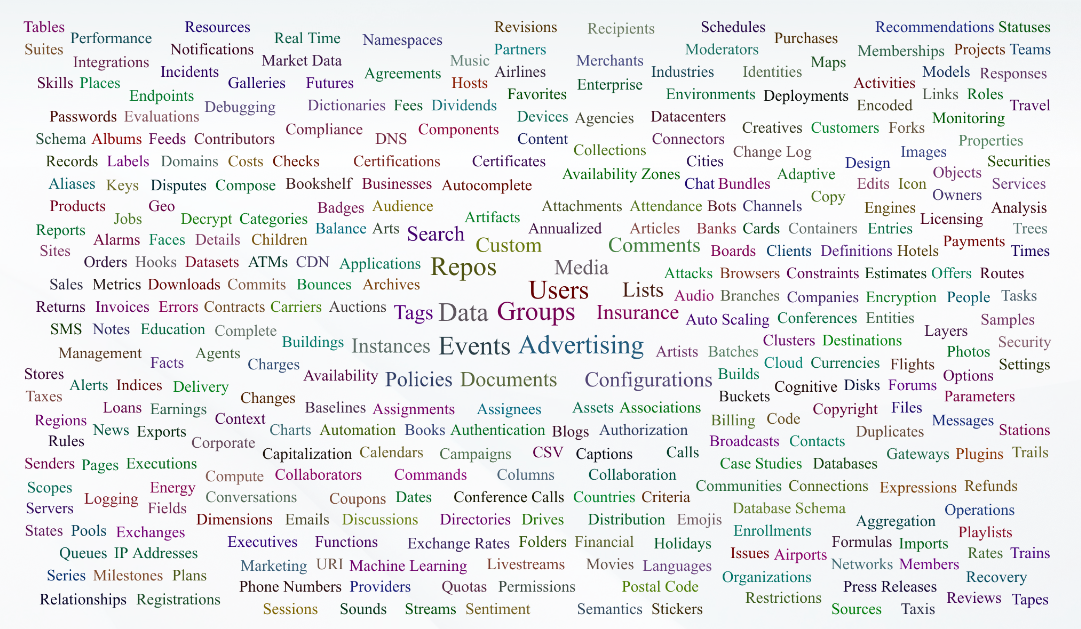 Tables Resources Revisions Recipients Schedules Recommendations Statuses
Performance Real Time Namespaces Purchases
Suites Notifications Partners Moderators Memberships Projects Teams
Integrations Market Data Music Merchants Maps
Incidents Agreements Airlines Industries Identities Models Responses
Skills Places Galleries Futures Hosts Enterprise Activities
Endpoints Favorites Environments Deployments Links Roles
Debugging Dictionaries Fees Dividends Encoded Travel
Passwords Evaluations Devices Agencies Datacenters Monitoring
Compliance Components Creatives Customers Forks
Schema Albums Feeds Contributors DNS Content Connectors Properties
Collections Change Log Images
Records Labels Domains Costs Checks Certifications Certificates Cities Design Securities
Availability Zones Adaptive Objects
Aliases Keys Disputes Compose Bookshelf Businesses Autocomplete Chat Bundles Edits Icon Services
Copy Owners
Products Geo Badges Audience Attachments Attendance Bots Channels Engines Analysis
Jobs Decrypt Categories Artifacts Licensing
Reports Balance Arts Search Annualized Articles Banks Cards Containers Entries Trees
Alarms Faces Details Children Custom Comments Payments
Sites Boards Clients Definitions Hotels Times
Orders Hooks Datasets ATMs CDN Applications Repos Media
Attacks Browsers Constraints Estimates Offers Routes
Sales Metrics Downloads Commits Bounces Archives Users Lists
Audio Branches Companies Encryption People Tasks
Returns Invoices Errors Contracts Carriers Auctions Tags Data Groups Insurance
Auto Scaling Conferences Entities Samples
SMS Notes Education Complete Layers
Buildings Instances Events Advertising Clusters Destinations Security
Management Agents Artists Batches Photos
Facts Charges Cloud Currencies Flights Settings
Stores Availability Policies Documents Configurations Builds Options
Alerts Indices Delivery Cognitive Disks Forums
Taxes Changes Buckets Parameters
Loans Earnings Baselines Assignments Assignees Assets Associations Copyright Files
Regions Context Billing Code Messages
News Exports Charts Automation Books Authentication Blogs Authorization Duplicates Stations
Rules Corporate Broadcasts Contacts
Capitalization Calendars Campaigns CSV Captions Calls Gateways Plugins Trails
Senders Pages Executions Case Studies Databases
Compute Collaborators Commands Columns Collaboration
Scopes Energy Communities Connections Expressions Refunds
Logging Conversations Coupons Dates Conference Calls Countries Criteria
Servers Fields Database Schema Operations
Dimensions Emails Discussions Directories Drives Distribution Emojis Aggregation
States Pools Exchanges Enrollments Playlists
Executives Functions Exchange Rates Folders Financial Holidays Formulas Imports
Queues IP Addresses Issues Airports Rates Trains
Marketing URI Machine Learning Livestreams Movies Languages Networks Members
Series Milestones Plans Organizations Recovery
Phone Numbers Providers Quotas Permissions Postal Code Press Releases
Relationships Registrations Restrictions Reviews Tapes
Sessions Sounds Streams Sentiment Semantics Stickers Sources Taxis